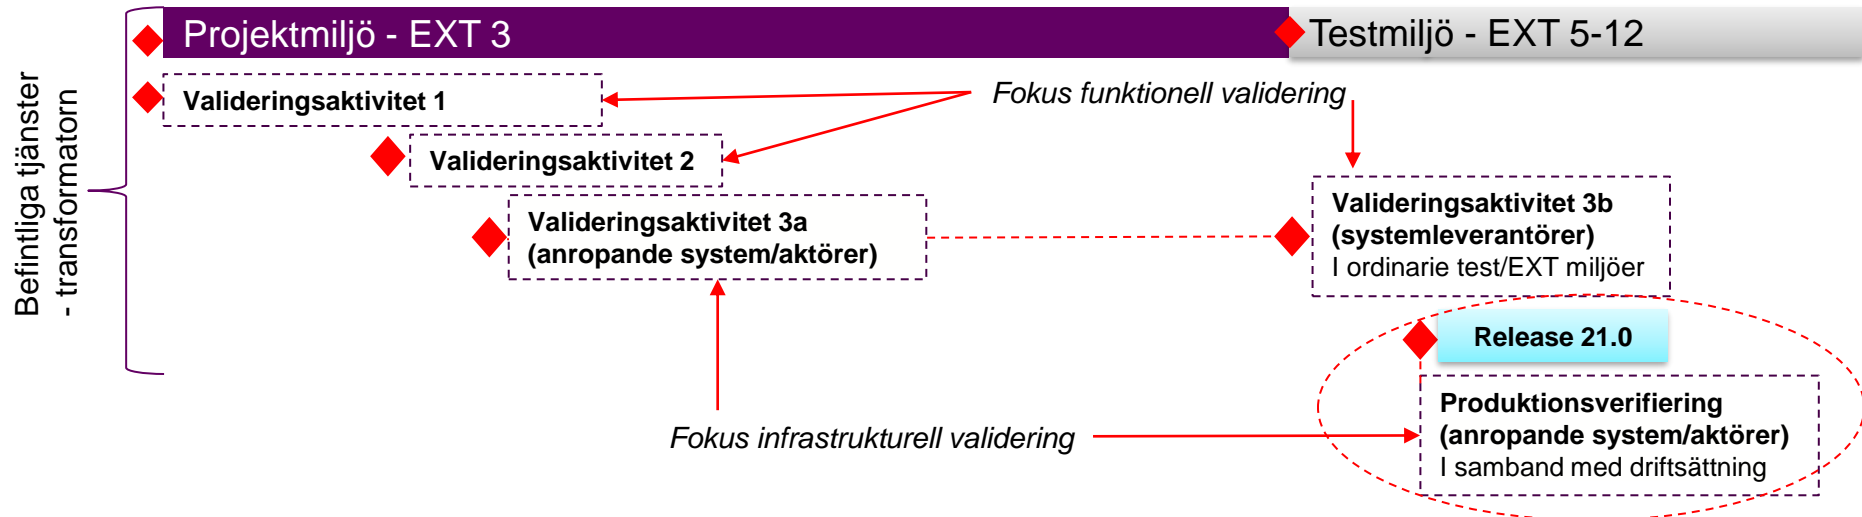 Projektmiljö - EXT 3
Testmiljö - EXT 5-12
Befintliga tjänster
- transformatorn
Valideringsaktivitet 1
Fokus funktionell validering
Valideringsaktivitet 2
Valideringsaktivitet 3a
(anropande system/aktörer)
Valideringsaktivitet 3b
(systemleverantörer)
I ordinarie test/EXT miljöer
Release 21.0
Produktionsverifiering
(anropande system/aktörer)
I samband med driftsättning
Fokus infrastrukturell validering